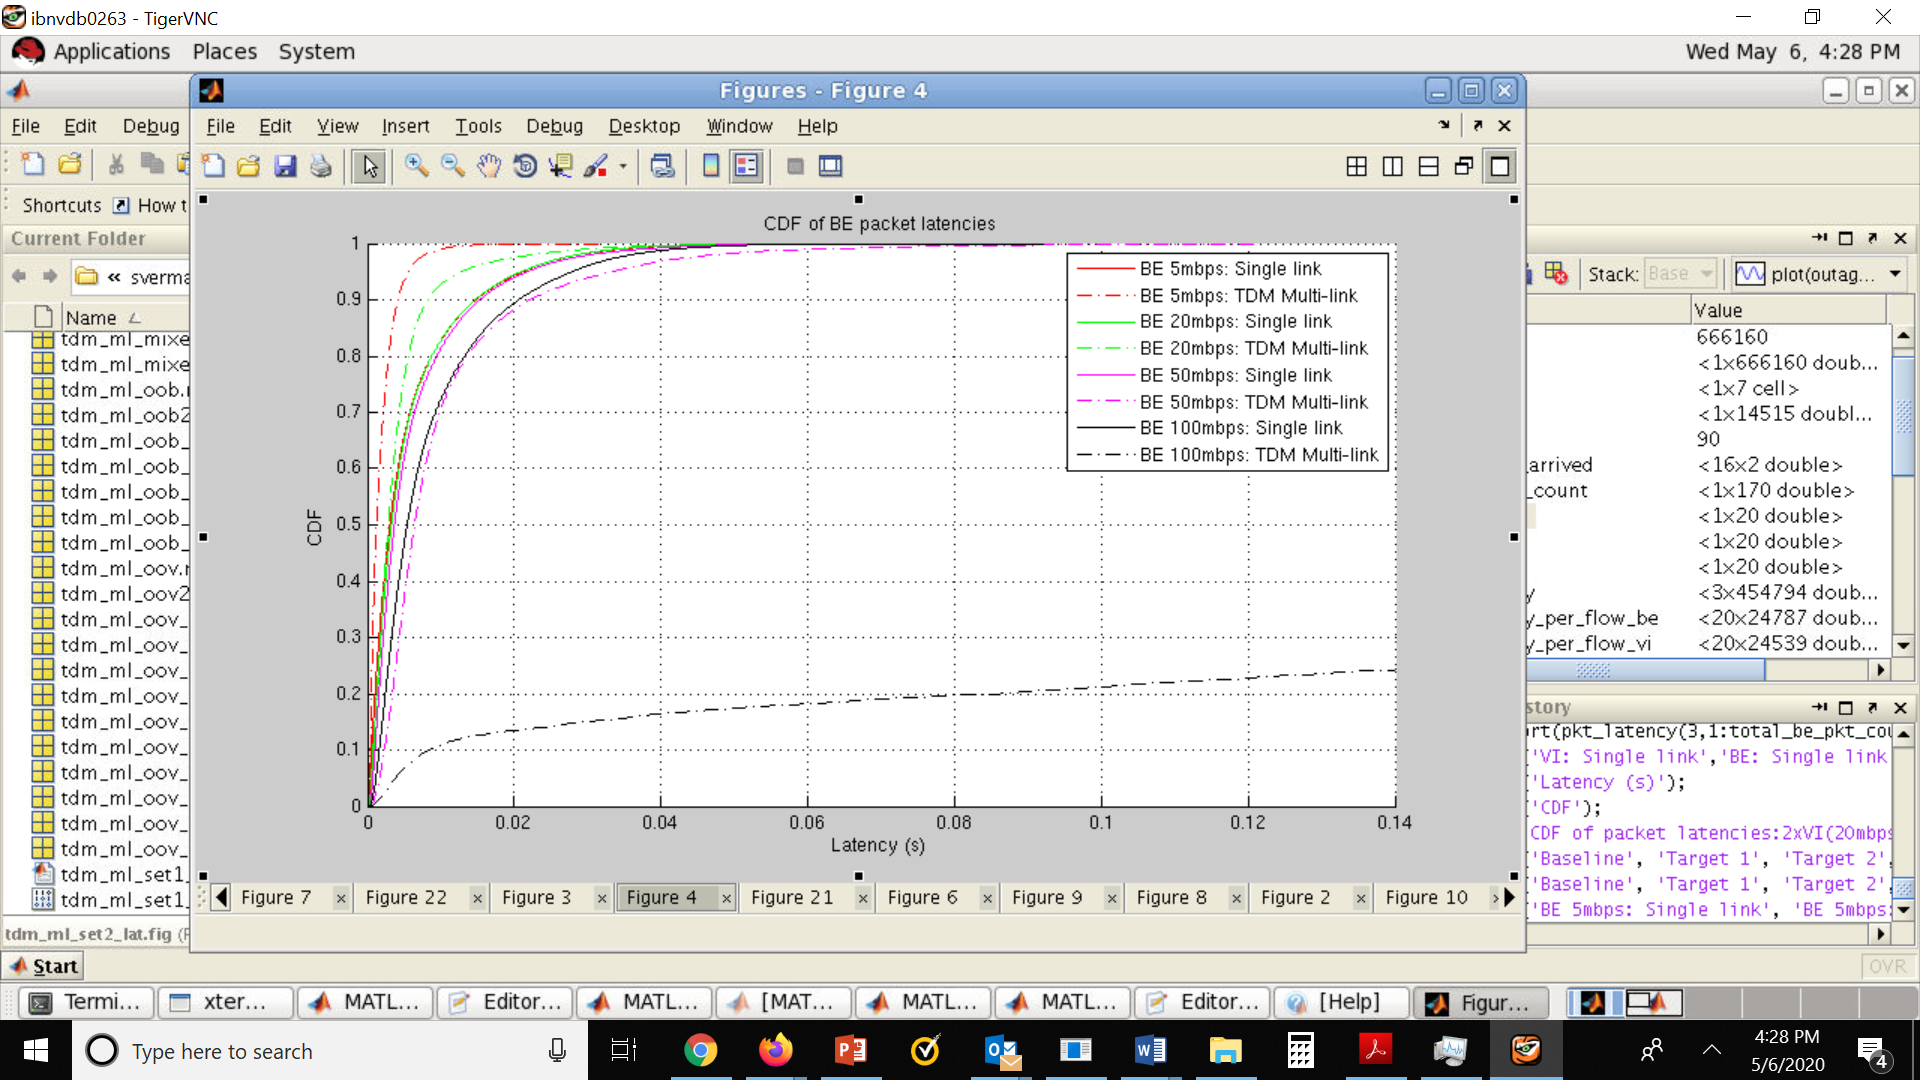 ibnvdb0263 - TigerVNC
Applications Places System
Wed May 6, 4:28 PM
Figures - Figure 4
File Edit Debug
File Edit View Insert Tools Debug Desktop Window Help
Shortcuts How t
Current Folder
« sverma
Name
tdm_ml_mixe
tdm_ml_mixe
tdm_ml_oob.
tdm_ml_oob2
tdm_ml_oob_
tdm_ml_oob_
tdm_ml_oob_
tdm_ml_oob_
tdm_ml_oob_
tdm_ml_oov.
tdm_ml_oov2
tdm_ml_oov_
tdm_ml_oov_
tdm_ml_oov_
tdm_ml_oov_
tdm_ml_oov_
tdm_ml_oov_
tdm_ml_oov_
tdm_ml_oov_
tdm_ml_oov_
tdm_ml_oov_
tdm_ml_set1_
tdm_ml_set1_
tdm_ml_set2_lat.fig
Start
CDF of BE packet latencies
CDF
1
0.9
0.8
0.7
0.6
0.5
0.4
0.3
0.2
0.1
0
0 0.02 0.04 0.06 0.08 0.1 0.12 0.14
Latency (s)
BE 5mbps: Single link
BE 5mbps: TDM Multi-link
BE 20mbps: Single link
BE 20mbps: TDM Multi-link
BE 50mbps: Single link
BE 50mbps: TDM Multi-link
BE 100mbps: Single link
BE 100mbps: TDM Multi-link
Figure 7 Figure 22 Figure 3 Figure 4 Figure 21 Figure 6 Figure 9 Figure 8 Figure 2 Figure 10
Stack: Base plot(outag...
Value
666160
<1x666160 doub...
<1x7 cell>
<1x14515 doubl...
90
_arrived <16x2 double>
_count <1x170 double>
<1x20 double>
<1x20 double>
<1x20 double>
y <3x454794 doub...
y_per_flow_be <20x24787 doub...
y_per_flow_vi <20x24539 doub...
story
rt(pkt_latency(3,1:total_be_pkt_cou
'VI: Single link','BE: Single link
'Latency (s)');
'CDF');
CDF of packet latencies:2xVI(20mbps
'Baseline', 'Target 1', 'Target 2',
'Baseline', 'Target 1', 'Target 2',
'BE 5mbps: Single link', 'BE 5mbps:
OVR
Termi... xter... MATL... Editor... MATL... [MAT... MATL... MATL... Editor... [Help] Figur...
Type here to search
4:28 PM
5/6/2020
4